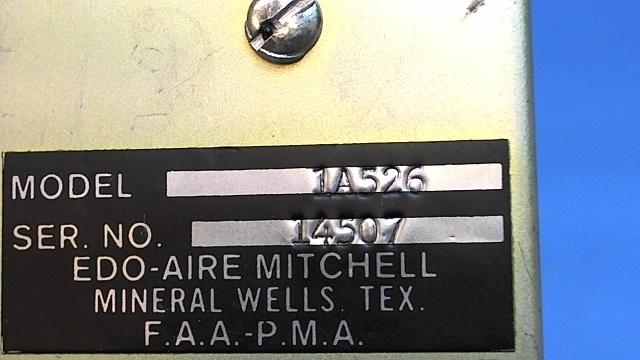 MODEL 1A526
SER. NO. 14507
EDO-AIRE MITCHELL
MINERAL WELLS, TEX.
F.A.A.-P.M.A.